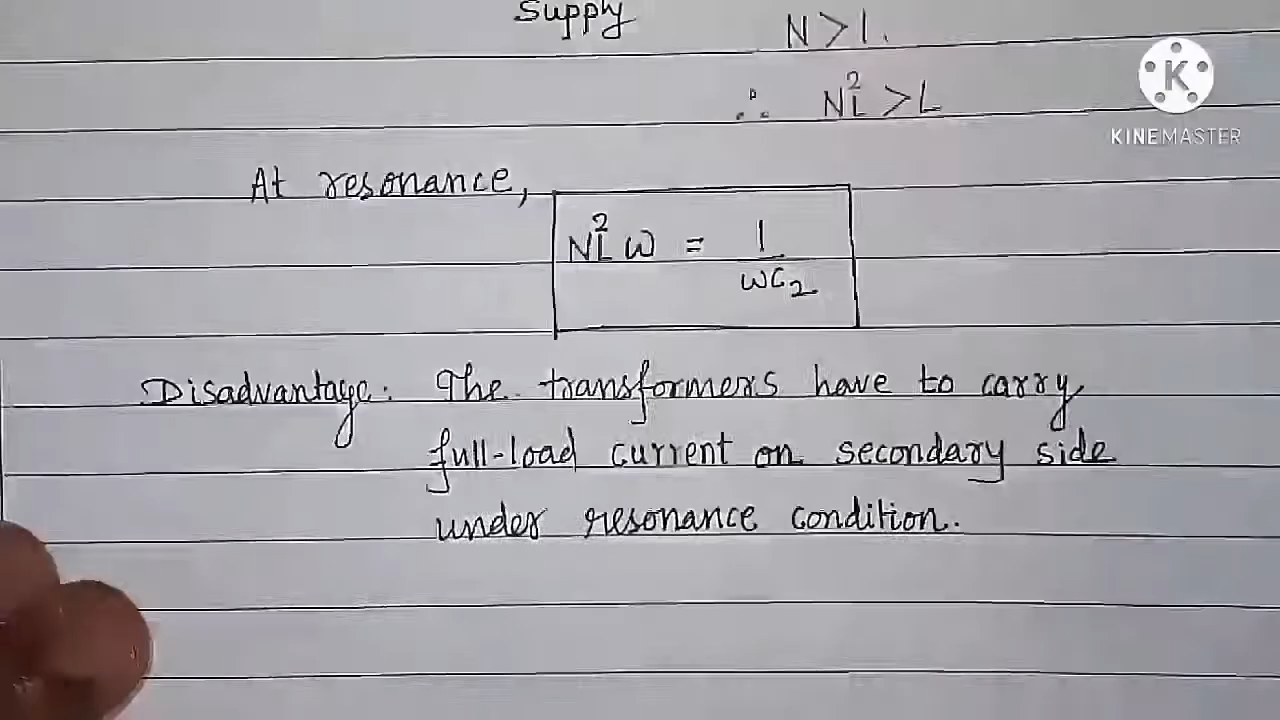 Supply
N > 1.
∴ N²L > L
K
KINEMASTER
At resonance,
N²Lω = 1/ωC₂
Disadvantage: The transformers have to carry
full-load current on secondary side
under resonance condition.